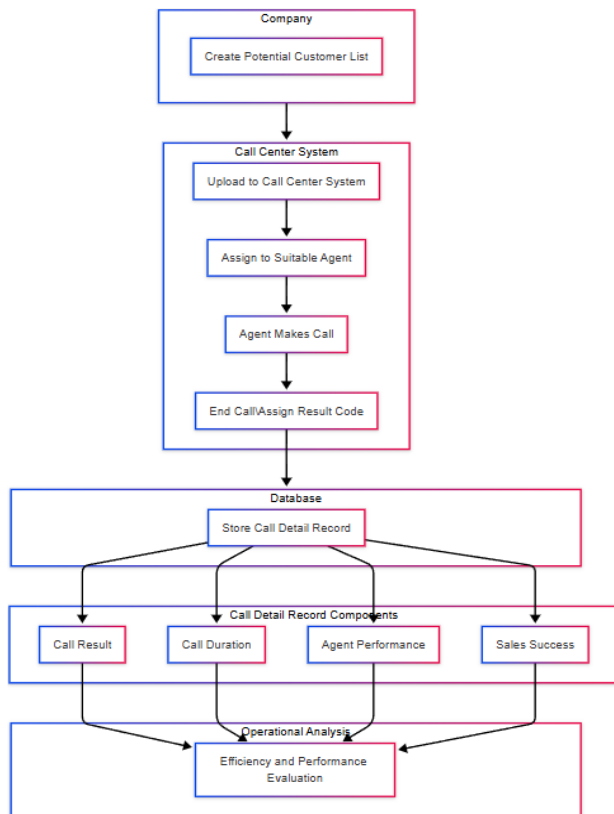 Company
Create Potential Customer List
Call Center System
Upload to Call Center System
Assign to Suitable Agent
Agent Makes Call
End Call\Assign Result Code
Database
Store Call Detail Record
Call Detail Record Components
Call Result
Call Duration
Agent Performance
Sales Success
Operational Analysis
Efficiency and Performance
Evaluation